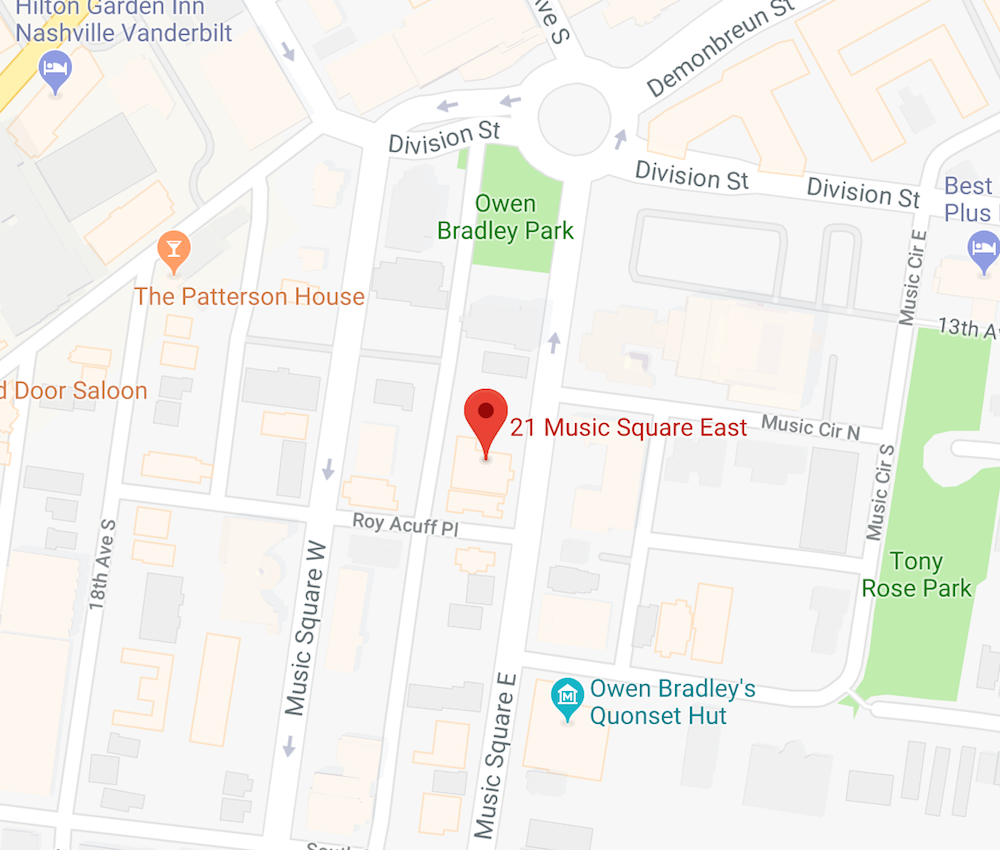 Hilton Garden Inn
Nashville Vanderbilt
Ave S
Demonbreun St
Division St
Division St
Division St
Best
Plus
Owen
Bradley Park
Music Cir E
The Patterson House
13th A
d Door Saloon
21 Music Square East
Music Cir N
Music Cir S
Roy Acuff Pl
18th Ave S
Music Square W
Tony
Rose Park
Music Square E
Owen Bradley's
Quonset Hut
South